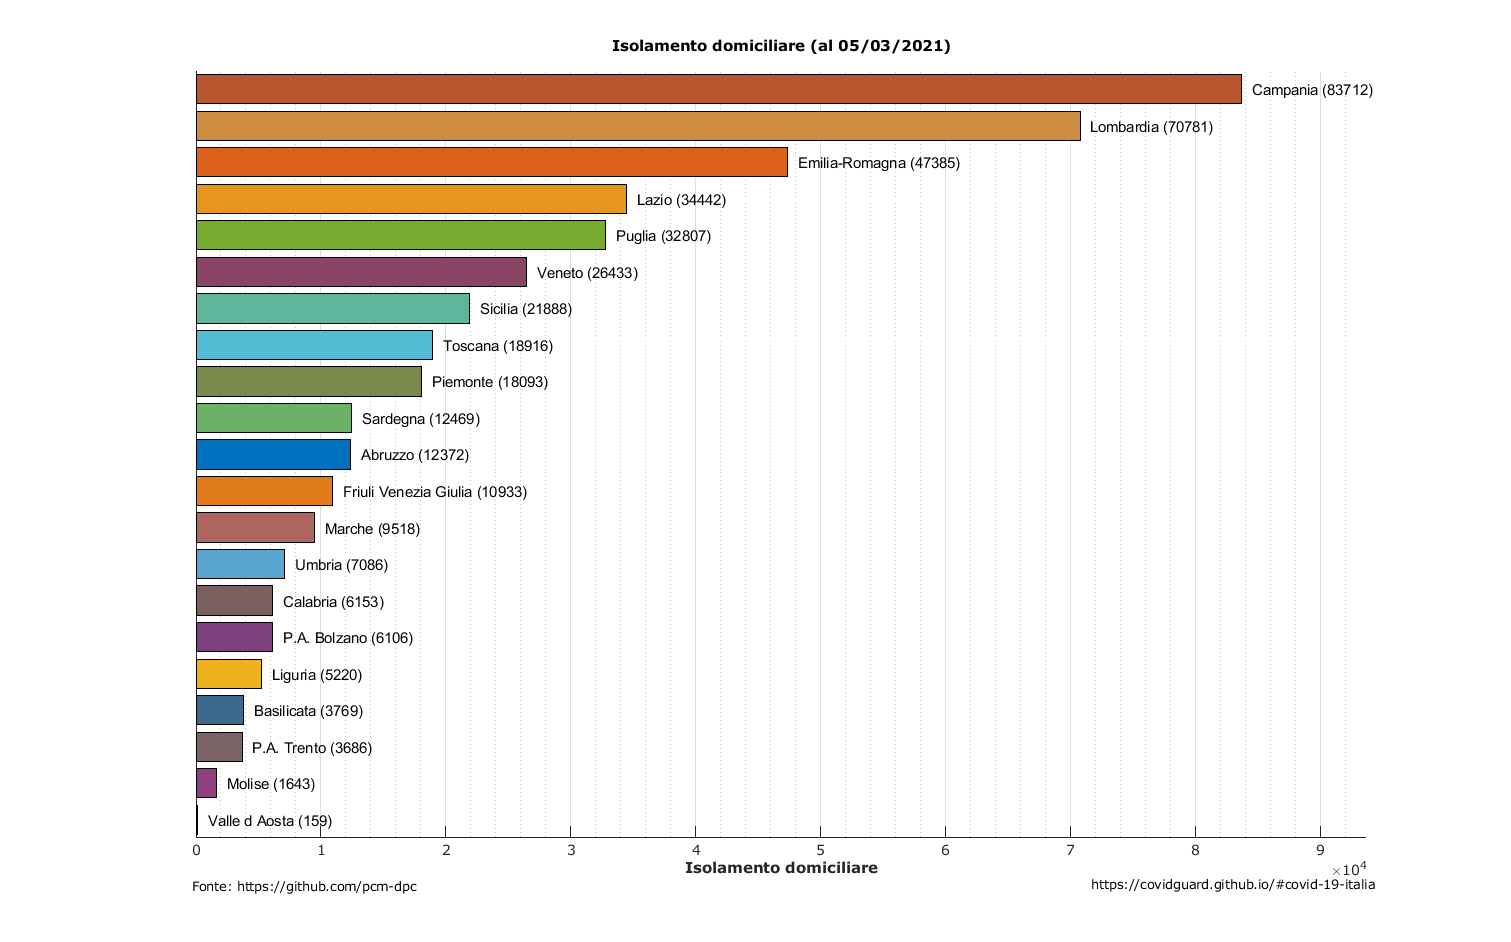 Isolamento domiciliare (al 05/03/2021)
Campania (83712)
Lombardia (70781)
Emilia-Romagna (47385)
Lazio (34442)
Puglia (32807)
Veneto (26433)
Sicilia (21888)
Toscana (18916)
Piemonte (18093)
Sardegna (12469)
Abruzzo (12372)
Friuli Venezia Giulia (10933)
Marche (9518)
Umbria (7086)
Calabria (6153)
P.A. Bolzano (6106)
Liguria (5220)
Basilicata (3769)
P.A. Trento (3686)
Molise (1643)
Valle d Aosta (159)
0 1 2 3 4 5 6 7 8 9
×10⁴
Isolamento domiciliare
Fonte: https://github.com/pcm-dpc
https://covidguard.github.io/#covid-19-italia